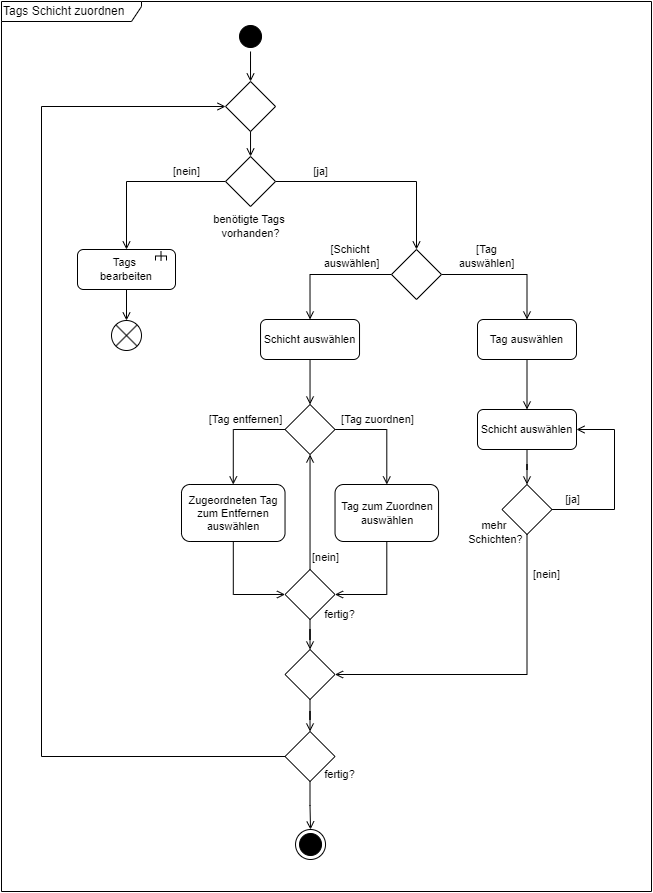 Tags Schicht zuordnen
[nein]
[ja]
benötigte Tags
vorhanden?
[Schicht
auswählen]
[Tag
auswählen]
Tags
bearbeiten
Schicht auswählen
Tag auswählen
[Tag entfernen]
[Tag zuordnen]
Schicht auswählen
Zugeordneten Tag
zum Entfernen
auswählen
Tag zum Zuordnen
auswählen
[ja]
mehr
Schichten?
[nein]
[nein]
fertig?
fertig?